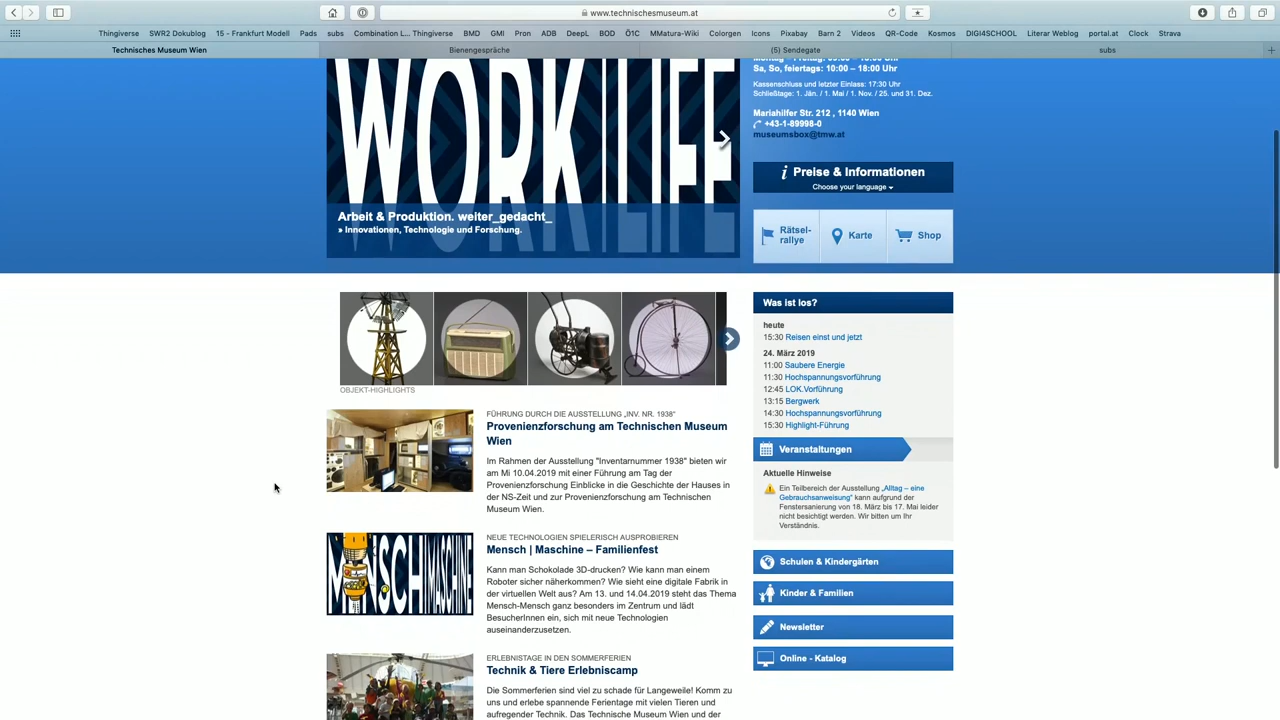 www.technischesmuseum.at
Thingiverse SWR2 Dokublog 15 - Frankfurt Modell Pads subs Combination L... Thingiverse BMD GMI Pron ADB DeepL BOD Ö1C MMatura-Wiki Colorgen Icons Pixabay Barn 2 Videos QR-Code Kosmos DIGI4SCHOOL Literar Weblog portal.at Clock Strava
Technisches Museum Wien Bienengespräche (5) Sendegate subs
WORK LIFE
Arbeit & Produktion. weiter_gedacht_
» Innovationen, Technologie und Forschung.
Sa, So, feiertags: 10:00 – 18:00 Uhr
Kassenschluss und letzter Einlass: 17:30 Uhr
Schließtage: 1. Jän. / 1. Mai / 1. Nov. / 25. und 31. Dez.
Mariahilfer Str. 212 , 1140 Wien
+43-1-89998-0
museumsbox@tmw.at
i Preise & Informationen
Choose your language
Rätsel-
rallye
Karte
Shop
OBJEKT-HIGHLIGHTS
FÜHRUNG DURCH DIE AUSSTELLUNG „INV. NR. 1938“
Provenienzforschung am Technischen Museum
Wien
Im Rahmen der Ausstellung "Inventarnummer 1938" bieten wir
am Mi 10.04.2019 mit einer Führung am Tag der
Provenienzforschung Einblicke in die Geschichte der Hauses in
der NS-Zeit und zur Provenienzforschung am Technischen
Museum Wien.
MENSCH MASCHINE
NEUE TECHNOLOGIEN SPIELERISCH AUSPROBIEREN
Mensch | Maschine – Familienfest
Kann man Schokolade 3D-drucken? Wie kann man einem
Roboter sicher näherkommen? Wie sieht eine digitale Fabrik in
der virtuellen Welt aus? Am 13. und 14.04.2019 steht das Thema
Mensch-Mensch ganz besonders im Zentrum und lädt
BesucherInnen ein, sich mit neue Technologien
auseinanderzusetzen.
ERLEBNISTAGE IN DEN SOMMERFERIEN
Technik & Tiere Erlebniscamp
Die Sommerferien sind viel zu schade für Langeweile! Komm zu
uns und erlebe spannende Ferientage mit vielen Tieren und
aufregender Technik. Das Technische Museum Wien und der
Was ist los?
heute
15:30 Reisen einst und jetzt
24. März 2019
11:00 Saubere Energie
11:30 Hochspannungsvorführung
12:45 LOK.Vorführung
13:15 Bergwerk
14:30 Hochspannungsvorführung
15:30 Highlight-Führung
Veranstaltungen
Aktuelle Hinweise
Ein Teilbereich der Ausstellung „Alltag – eine
Gebrauchsanweisung“ kann aufgrund der
Fenstersanierung von 18. März bis 17. Mai leider
nicht besichtigt werden. Wir bitten um Ihr
Verständnis.
Schulen & Kindergärten
Kinder & Familien
Newsletter
Online - Katalog